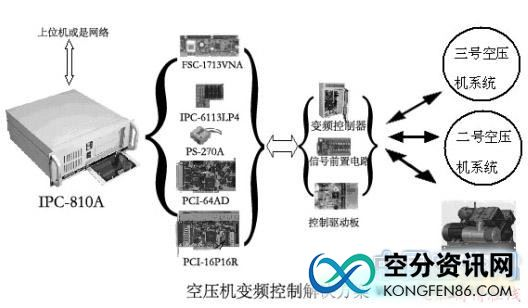 上位机或是网络
IPC-810A
FSC-1713VNA
IPC-6113LP4
PS-270A
PCI-64AD
PCI-16P16R
变频控制器
信号前置电路
控制驱动板
三号空压
机系统
二号空压
机系统
空压机变频控制解决方案
空分资讯网
KONGFEN86.COM